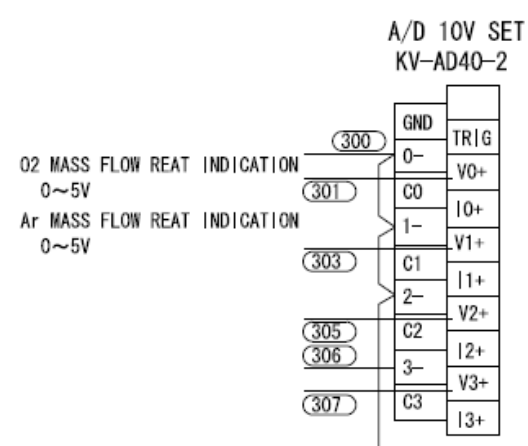 A/D 10V SET
KV-AD40-2
GND
TRIG
300
0-
O2 MASS FLOW REAT INDICATION
V0+
0~5V
301
C0
I0+
Ar MASS FLOW REAT INDICATION
1-
V1+
0~5V
303
C1
I1+
2-
V2+
305
C2
306
I2+
3-
V3+
307
C3
I3+